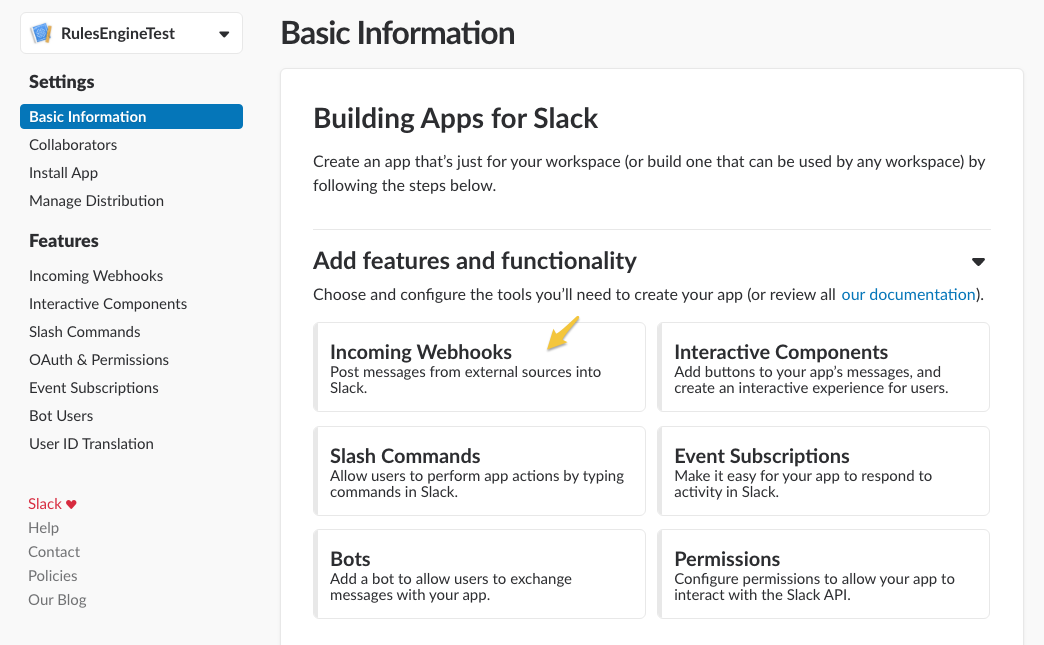 RulesEngineTest
Settings
Basic Information
Collaborators
Install App
Manage Distribution
Features
Incoming Webhooks
Interactive Components
Slash Commands
OAuth & Permissions
Event Subscriptions
Bot Users
User ID Translation
Slack ♥
Help
Contact
Policies
Our Blog
Basic Information
Building Apps for Slack
Create an app that’s just for your workspace (or build one that can be used by any workspace) by
following the steps below.
Add features and functionality
Choose and configure the tools you’ll need to create your app (or review all our documentation).
Incoming Webhooks
Post messages from external sources into
Slack.
Interactive Components
Add buttons to your app’s messages, and
create an interactive experience for users.
Slash Commands
Allow users to perform app actions by typing
commands in Slack.
Event Subscriptions
Make it easy for your app to respond to
activity in Slack.
Bots
Add a bot to allow users to exchange
messages with your app.
Permissions
Configure permissions to allow your app to
interact with the Slack API.